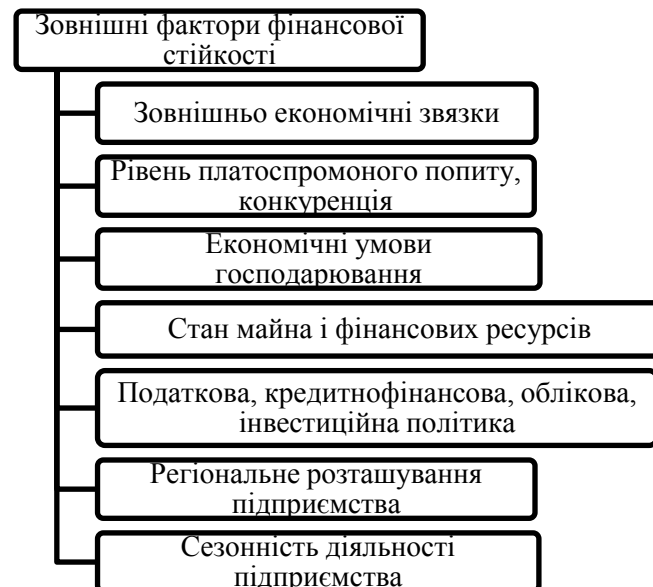 Зовнішні фактори фінансової
стійкості
Зовнішньо економічні звязки
Рівень платоспромоного попиту,
конкуренція
Економічні умови
господарювання
Стан майна і фінансових ресурсів
Податкова, кредитнофінансова, облікова,
інвестиційна політика
Регіональне розташування
підприємства
Сезонність діяльності
підприємства